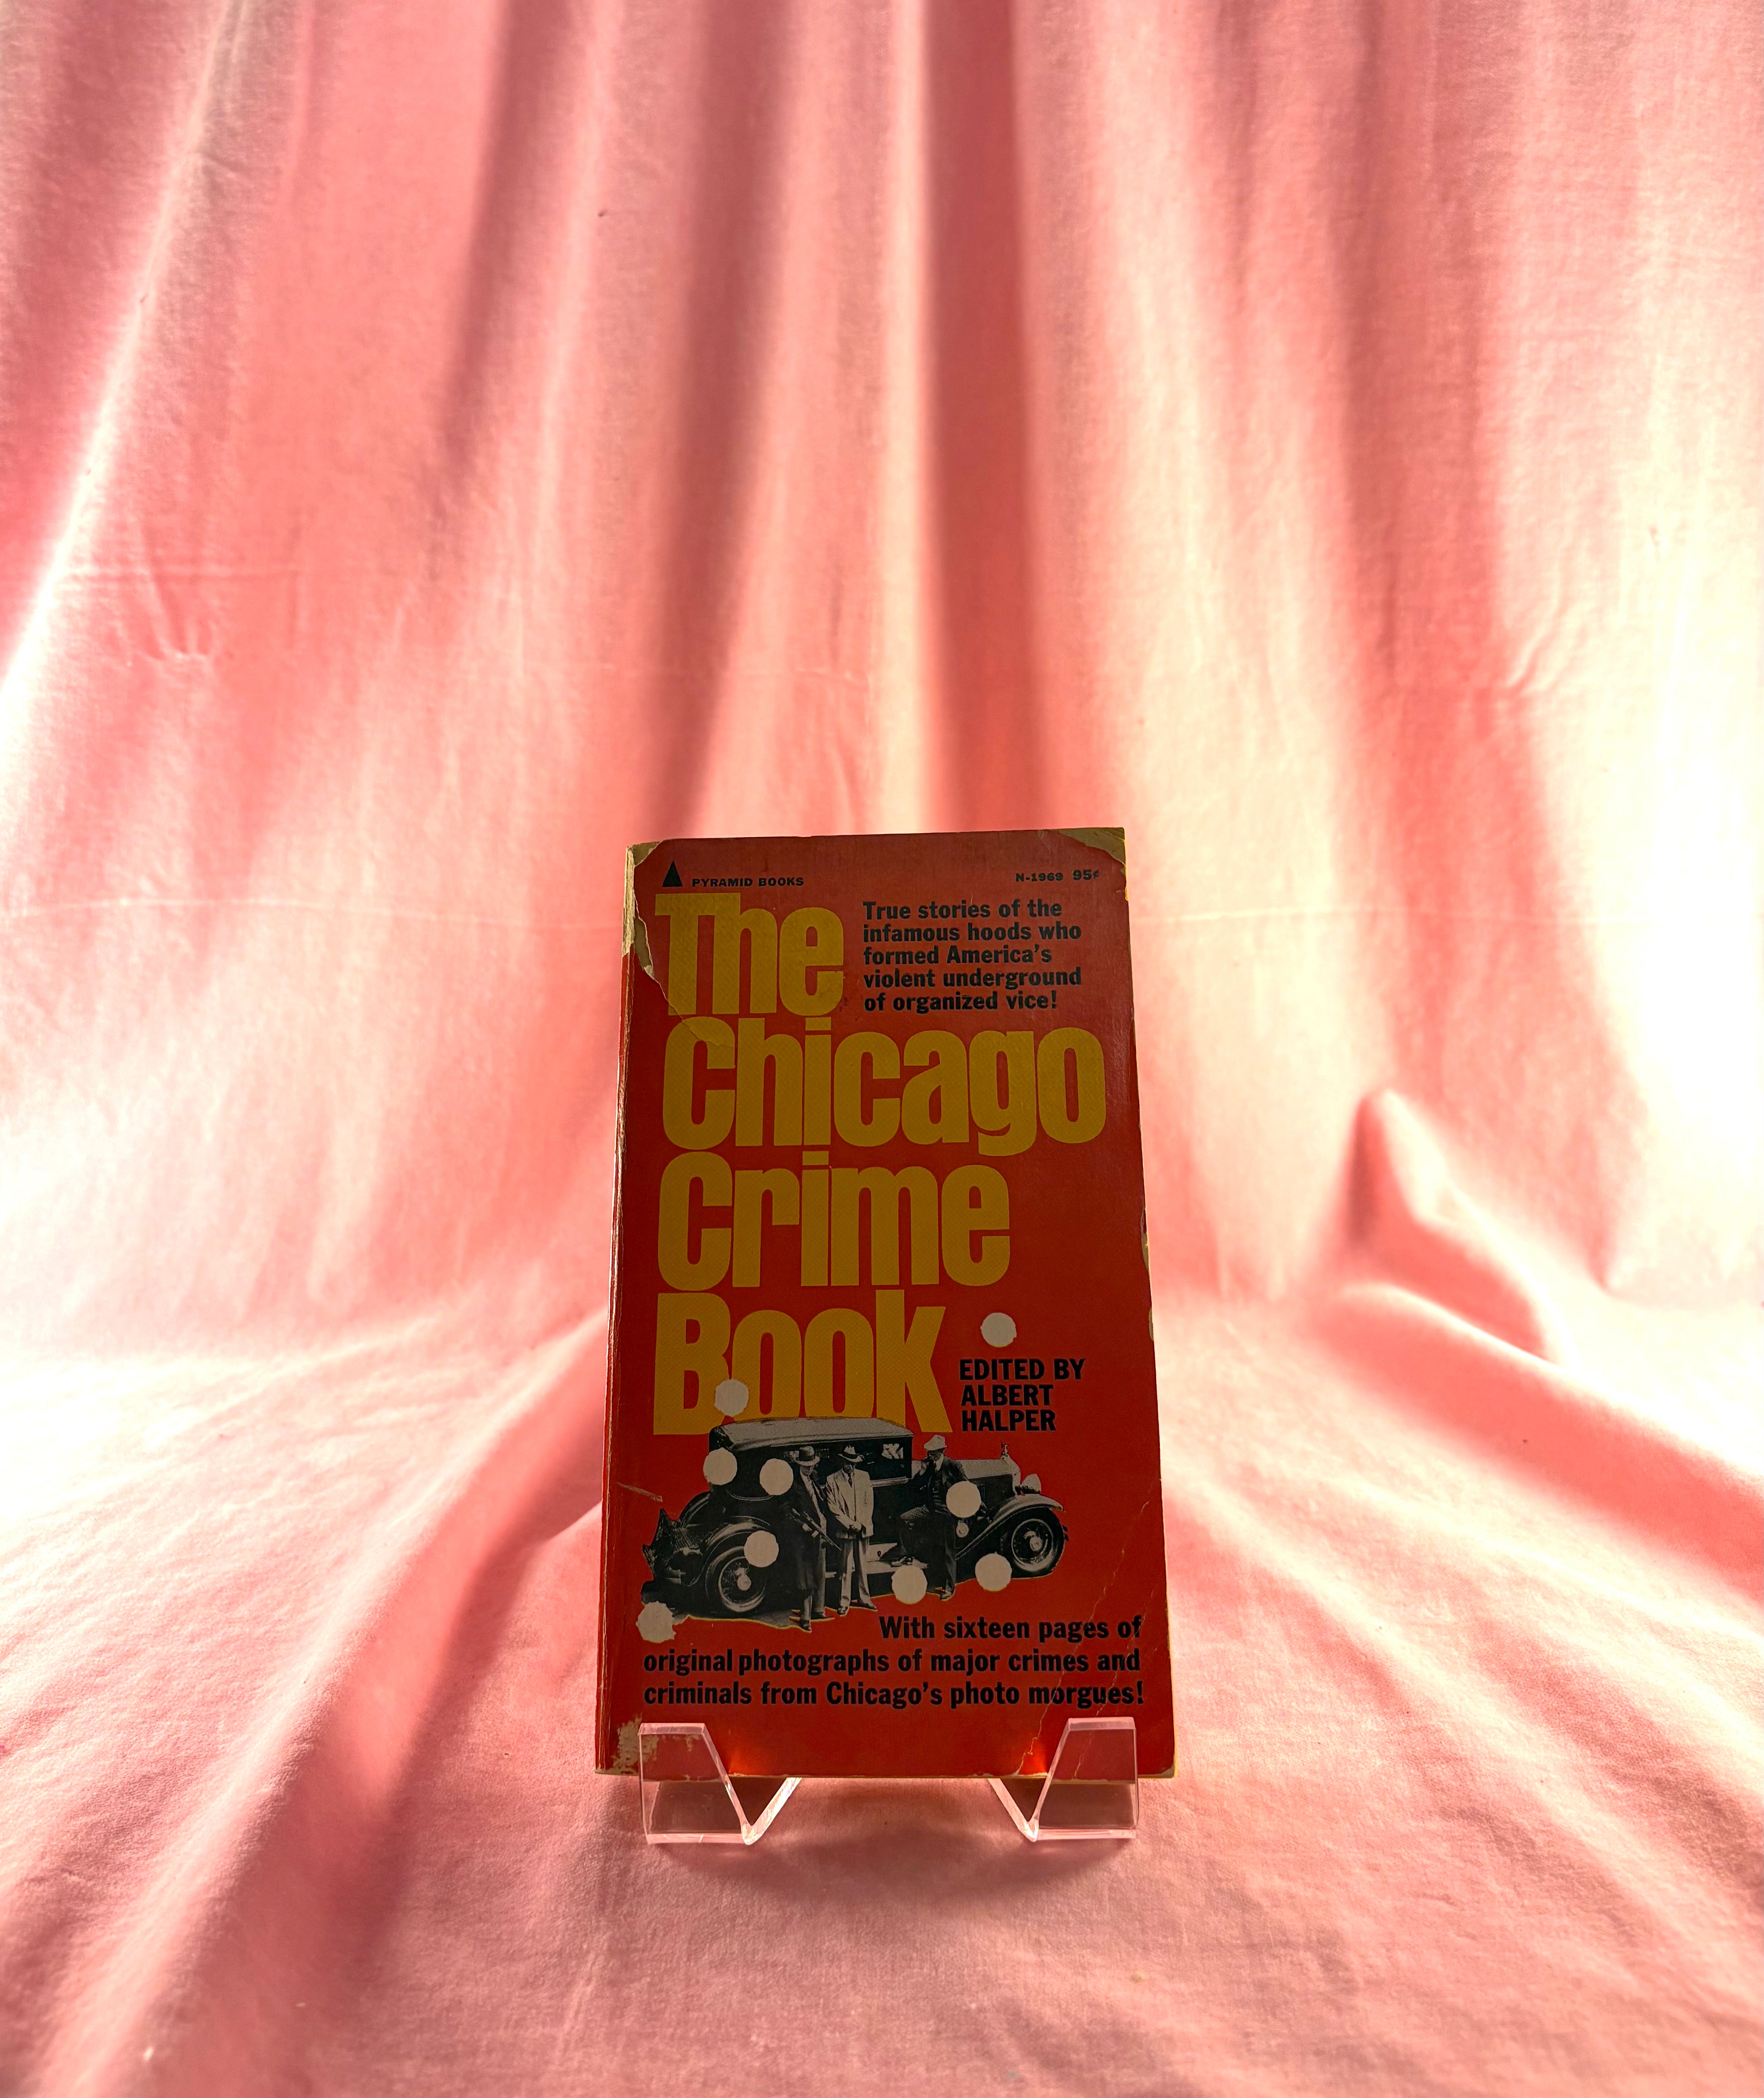 PYRAMID BOOKS
N-1969 95¢
The
Chicago
Crime
Book
True stories of the
infamous hoods who
formed America's
violent underground
of organized vice!
EDITED BY
ALBERT
HALPER
With sixteen pages of
original photographs of major crimes and
criminals from Chicago's photo morgues!